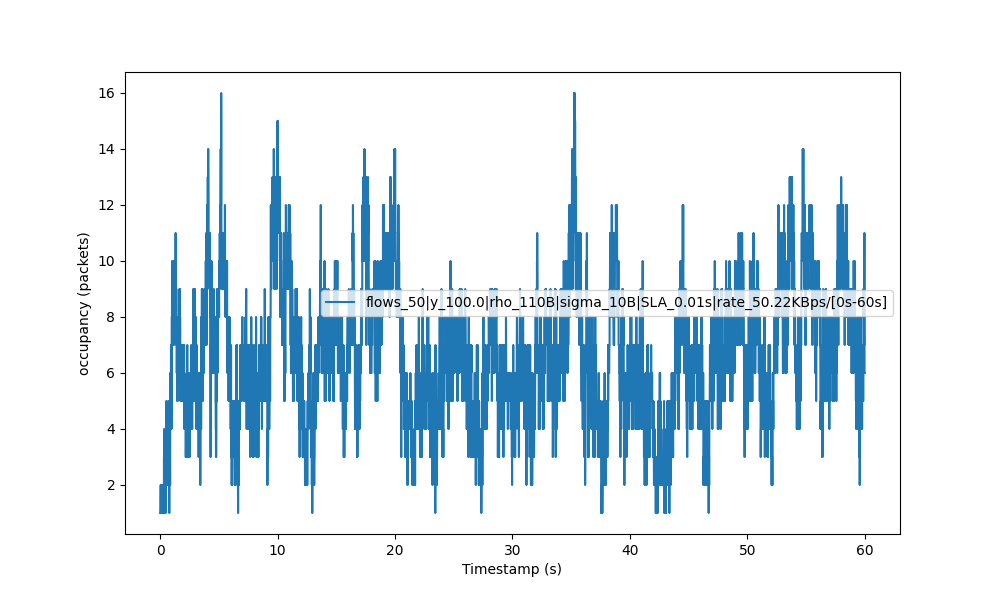 16
14
12
10
8
6
4
2
occupancy (packets)
flows_50|y_100.0|rho_110B|sigma_10B|SLA_0.01s|rate_50.22KBps/[0s-60s]
0 10 20 30 40 50 60
Timestamp (s)